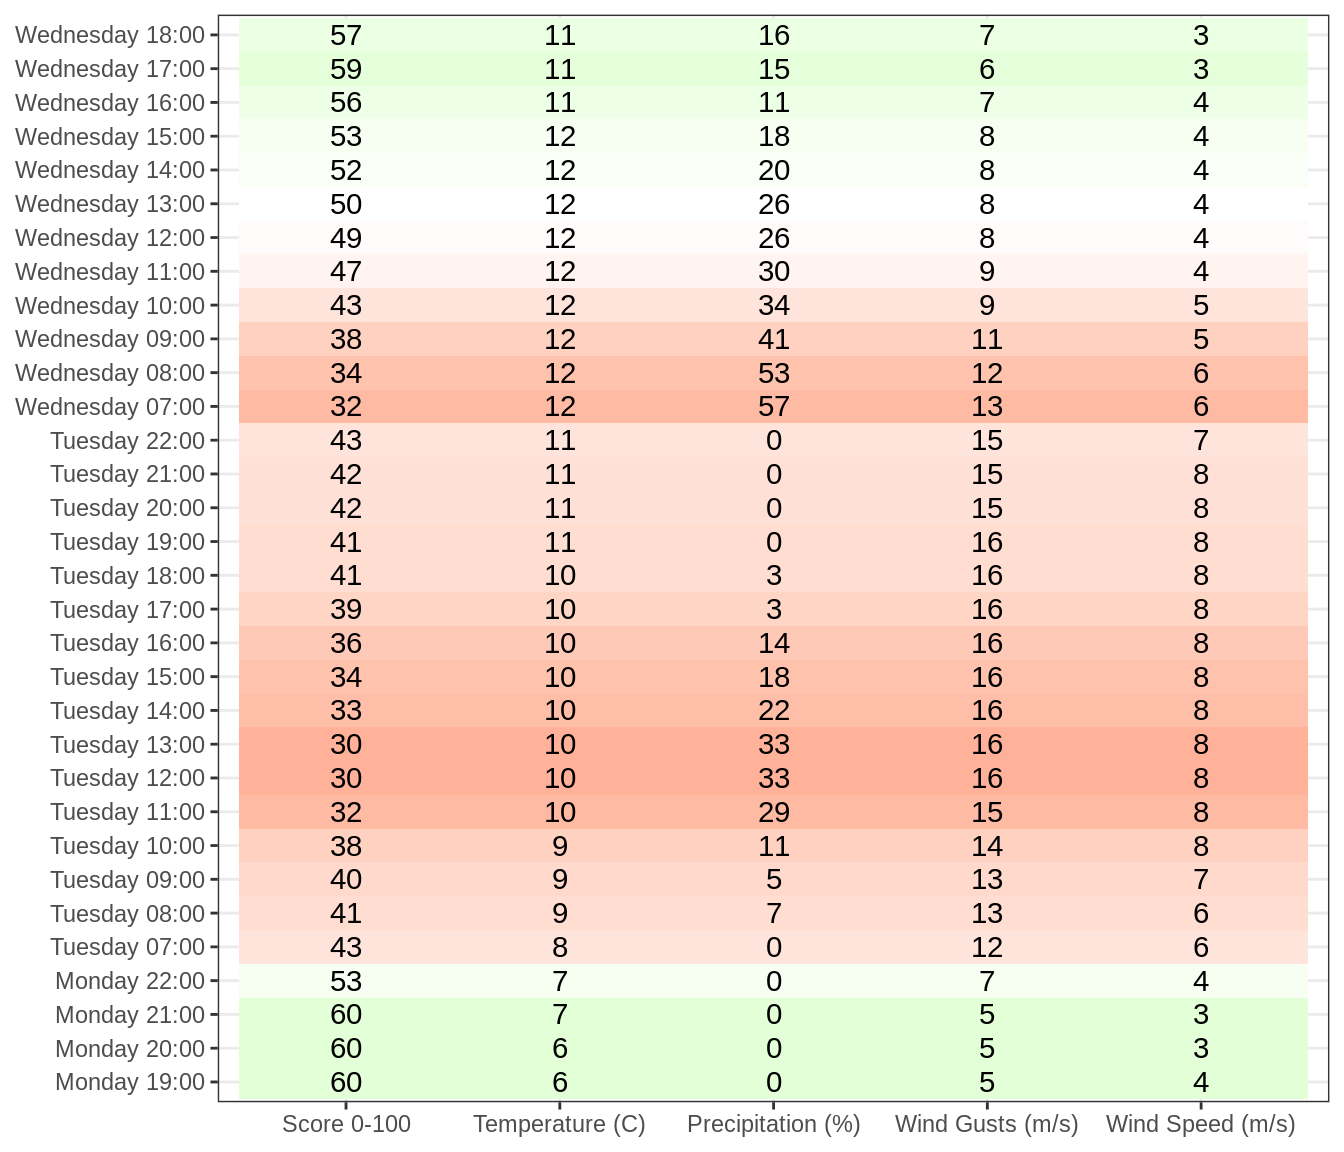 Wednesday 18:00 57 11 16 7 3
Wednesday 17:00 59 11 15 6 3
Wednesday 16:00 56 11 11 7 4
Wednesday 15:00 53 12 18 8 4
Wednesday 14:00 52 12 20 8 4
Wednesday 13:00 50 12 26 8 4
Wednesday 12:00 49 12 26 8 4
Wednesday 11:00 47 12 30 9 4
Wednesday 10:00 43 12 34 9 5
Wednesday 09:00 38 12 41 11 5
Wednesday 08:00 34 12 53 12 6
Wednesday 07:00 32 12 57 13 6
Tuesday 22:00 43 11 0 15 7
Tuesday 21:00 42 11 0 15 8
Tuesday 20:00 42 11 0 15 8
Tuesday 19:00 41 11 0 16 8
Tuesday 18:00 41 10 3 16 8
Tuesday 17:00 39 10 3 16 8
Tuesday 16:00 36 10 14 16 8
Tuesday 15:00 34 10 18 16 8
Tuesday 14:00 33 10 22 16 8
Tuesday 13:00 30 10 33 16 8
Tuesday 12:00 30 10 33 16 8
Tuesday 11:00 32 10 29 15 8
Tuesday 10:00 38 9 11 14 8
Tuesday 09:00 40 9 5 13 7
Tuesday 08:00 41 9 7 13 6
Tuesday 07:00 43 8 0 12 6
Monday 22:00 53 7 0 7 4
Monday 21:00 60 7 0 5 3
Monday 20:00 60 6 0 5 3
Monday 19:00 60 6 0 5 4
Score 0-100 Temperature (C) Precipitation (%) Wind Gusts (m/s) Wind Speed (m/s)